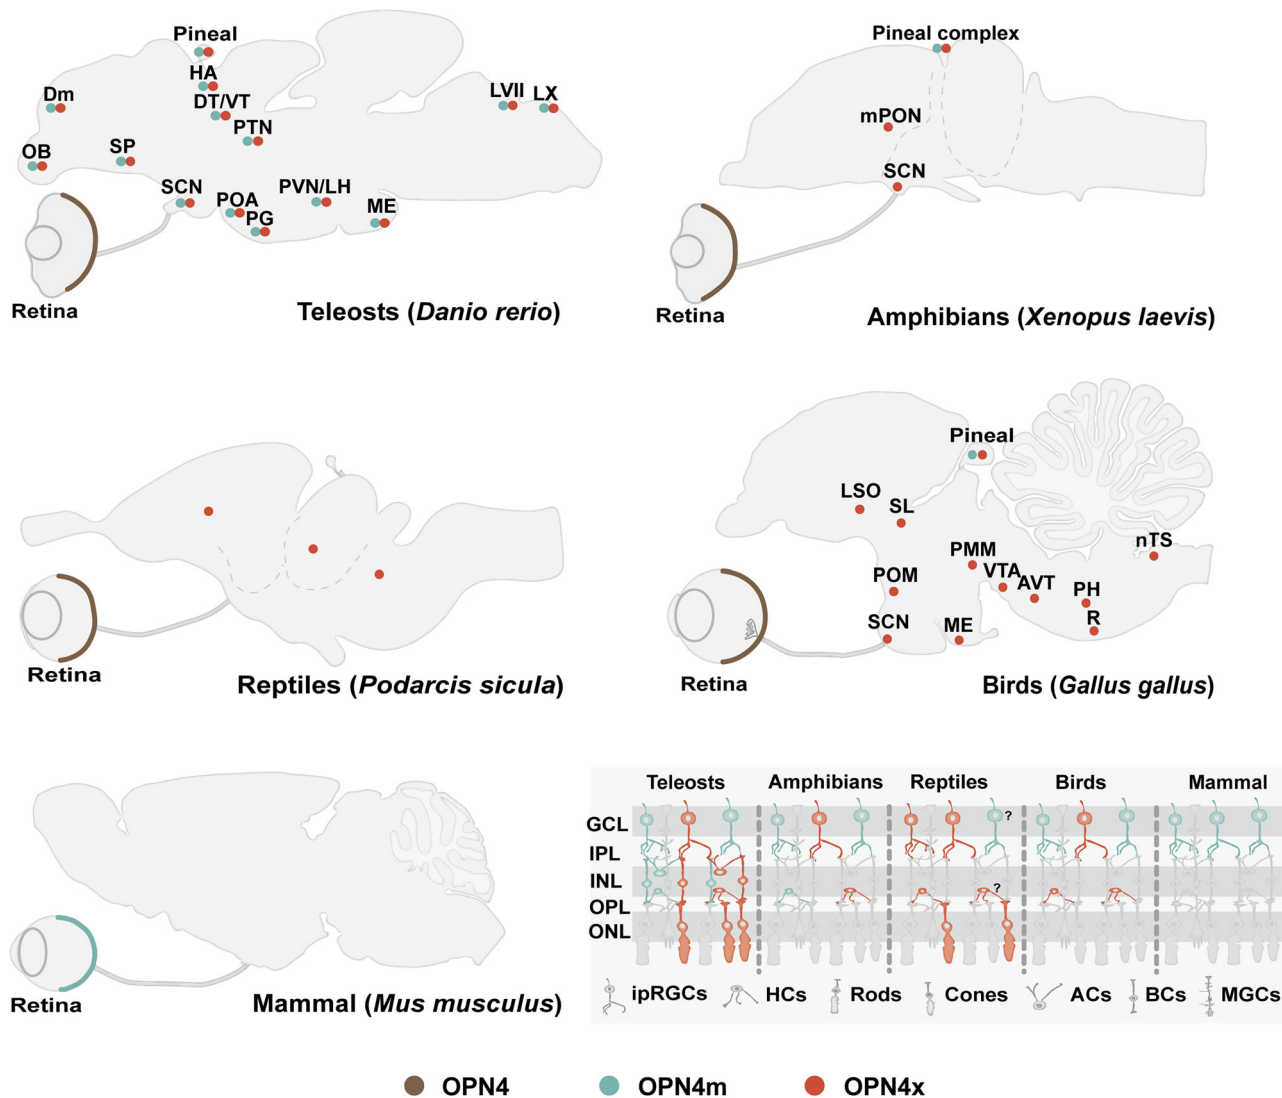 Pineal
HA
DT/VT
PTN
Dm
OB
SP
SCN
POA
PG
PVN/LH
ME
LVII
LX
Retina
Teleosts (Danio rerio)
Pineal complex
mPON
SCN
Retina
Amphibians (Xenopus laevis)
Retina
Reptiles (Podarcis sicula)
Pineal
LSO
SL
PMM
VTA
AVT
nTS
POM
PH
SCN
ME
R
Retina
Birds (Gallus gallus)
Retina
Mammal (Mus musculus)
Teleosts Amphibians Reptiles Birds Mammal
GCL ?
IPL
INL ?
OPL
ONL
ipRGCs HCs Rods Cones ACs BCs MGCs
OPN4 OPN4m OPN4x